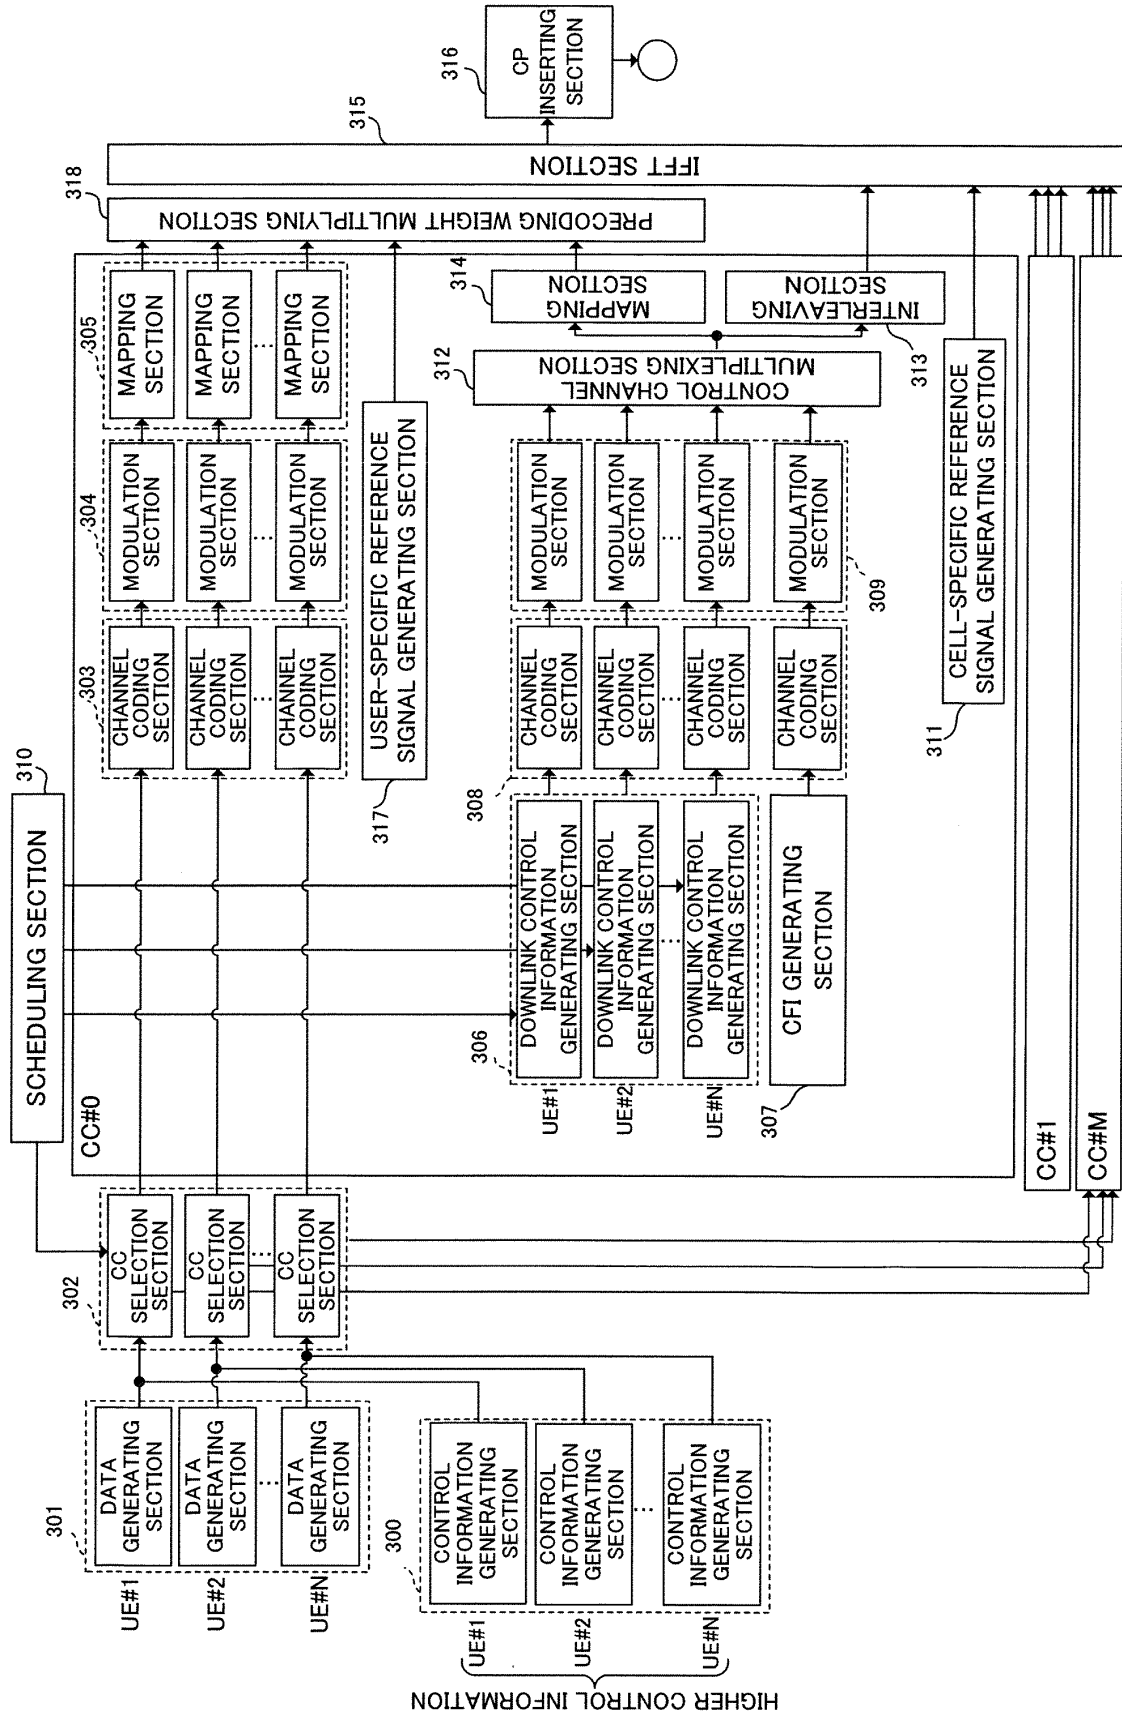 310
SCHEDULING SECTION
301
UE#1
DATA
GENERATING
SECTION
UE#2
DATA
GENERATING
SECTION
UE#N
DATA
GENERATING
SECTION
302
CC
SELECTION
SECTION
CC
SELECTION
SECTION
CC
SELECTION
SECTION
CC#0
303
CHANNEL
CODING
SECTION
CHANNEL
CODING
SECTION
CHANNEL
CODING
SECTION
304
MODULATION
SECTION
MODULATION
SECTION
MODULATION
SECTION
305
MAPPING
SECTION
MAPPING
SECTION
MAPPING
SECTION
318
PRECODING WEIGHT MULTIPLYING SECTION
315
IFFT SECTION
316
CP
INSERTING
SECTION
317
USER-SPECIFIC REFERENCE
SIGNAL GENERATING SECTION
HIGHER CONTROL INFORMATION
300
UE#1
CONTROL
INFORMATION
GENERATING
SECTION
UE#2
CONTROL
INFORMATION
GENERATING
SECTION
UE#N
CONTROL
INFORMATION
GENERATING
SECTION
306
UE#1
DOWNLINK CONTROL
INFORMATION
GENERATING SECTION
UE#2
DOWNLINK CONTROL
INFORMATION
GENERATING SECTION
UE#N
DOWNLINK CONTROL
INFORMATION
GENERATING SECTION
307
CFI GENERATING
SECTION
308
CHANNEL
CODING
SECTION
CHANNEL
CODING
SECTION
CHANNEL
CODING
SECTION
CHANNEL
CODING
SECTION
309
MODULATION
SECTION
MODULATION
SECTION
MODULATION
SECTION
MODULATION
SECTION
312
CONTROL CHANNEL
MULTIPLEXING SECTION
314
MAPPING
SECTION
313
INTERLEAVING
SECTION
311
CELL-SPECIFIC REFERENCE
SIGNAL GENERATING SECTION
CC#1
CC#M